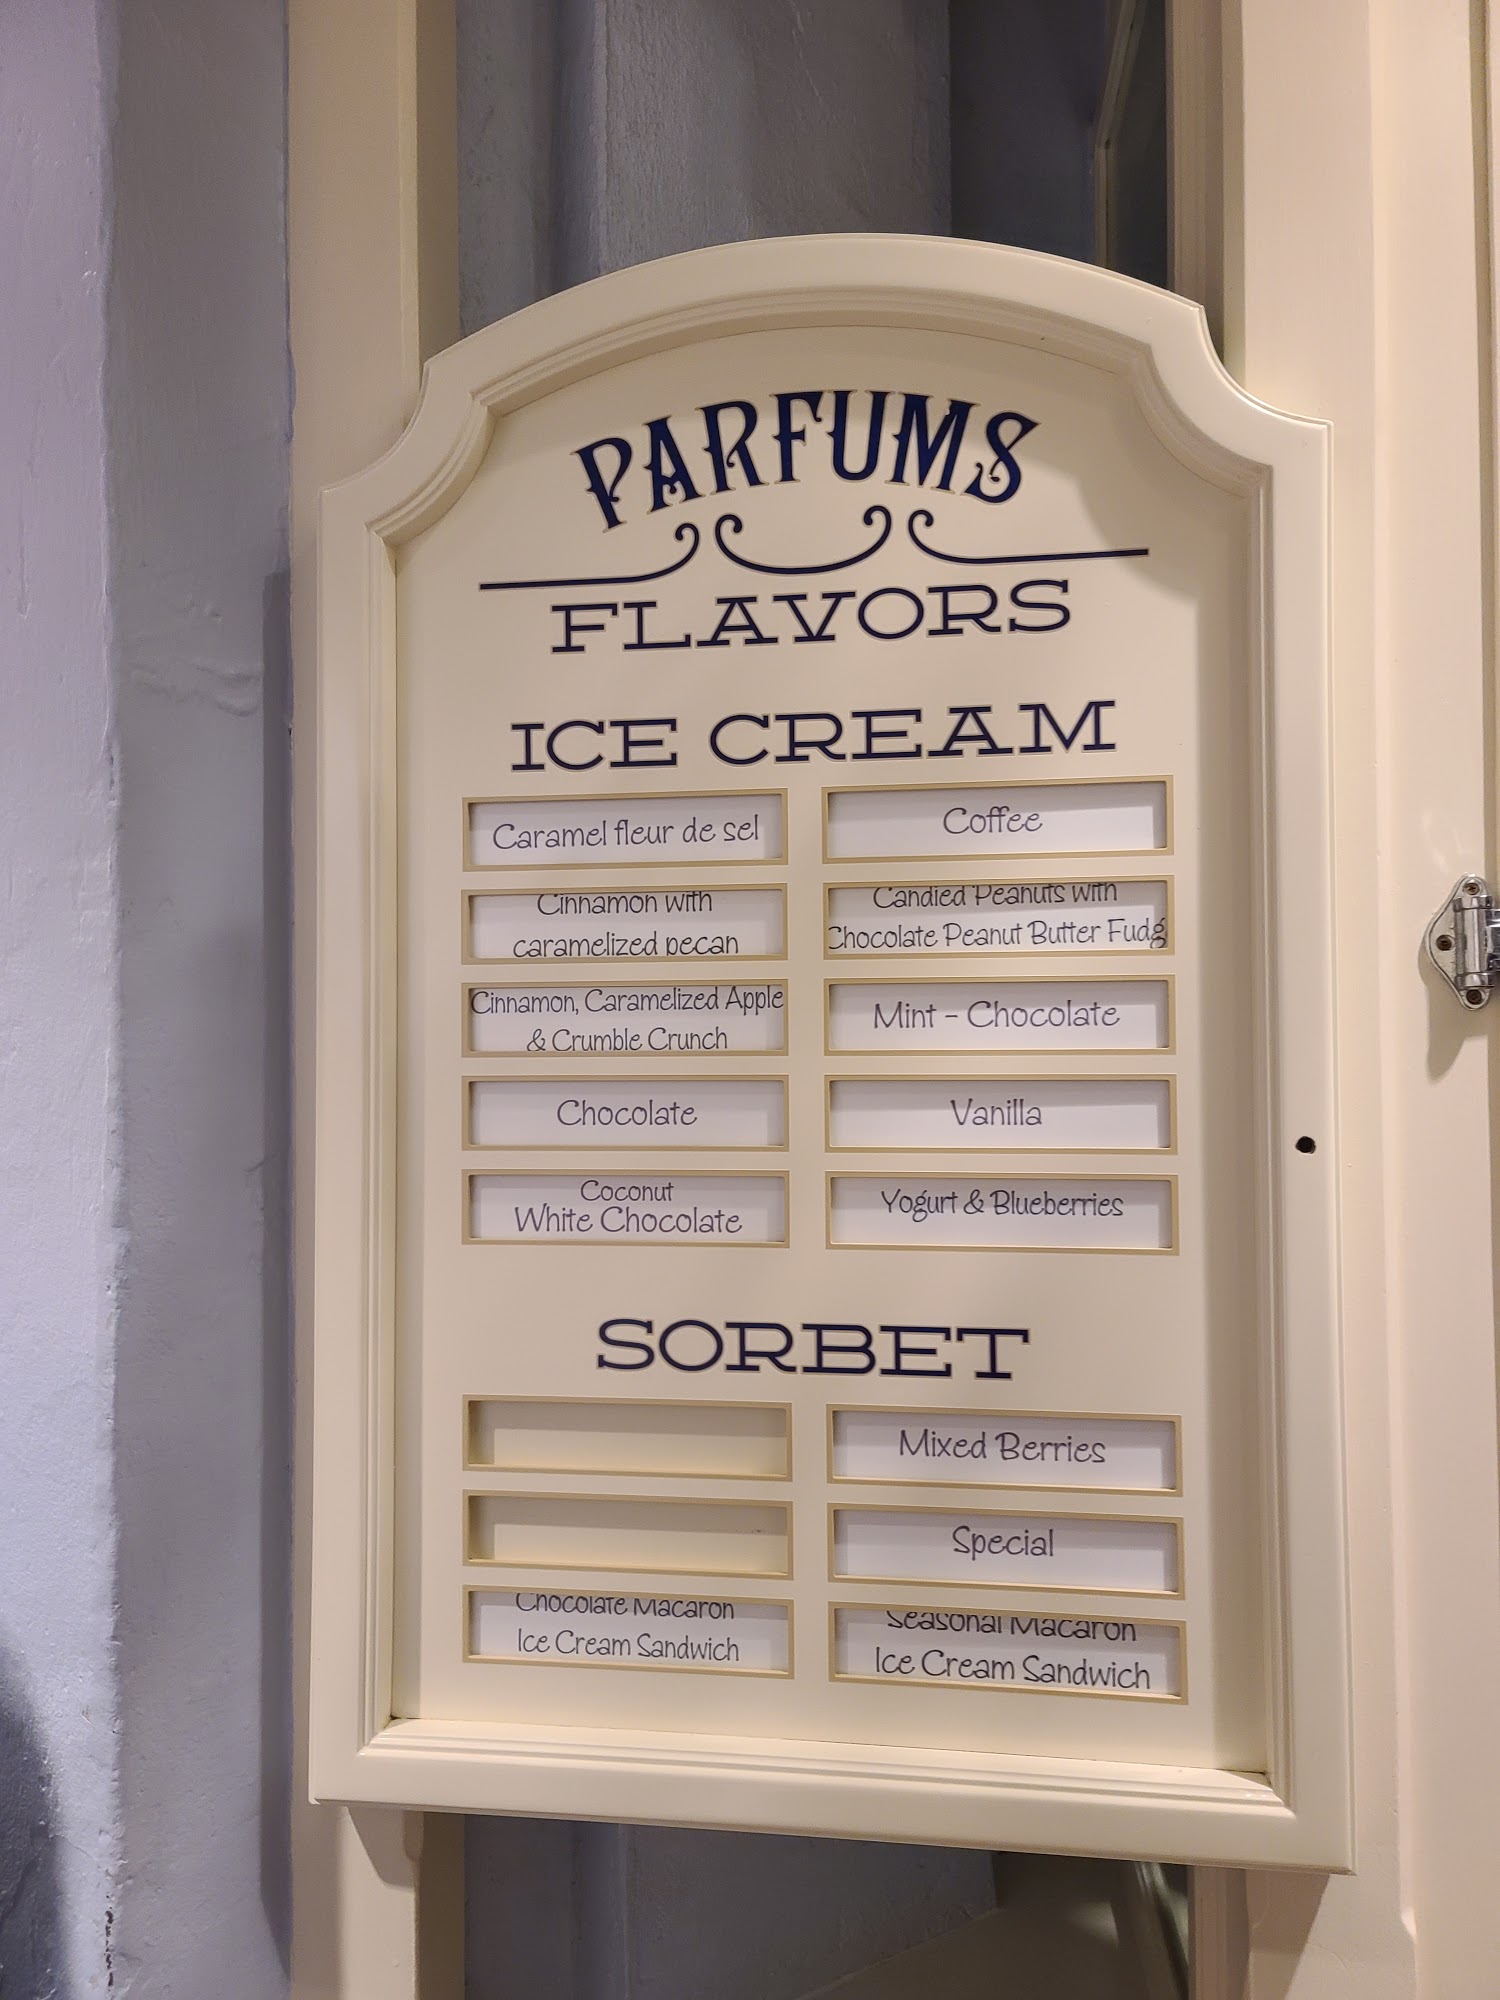 PARFUMS
FLAVORS
ICE CREAM
Caramel fleur de sel
Coffee
Cinnamon with
caramelized pecan
Candied Peanuts with
Chocolate Peanut Butter Fudg
Cinnamon, Caramelized Apple
& Crumble Crunch
Mint - Chocolate
Chocolate
Vanilla
Coconut
White Chocolate
Yogurt & Blueberries
SORBET
Mixed Berries
Special
Chocolate Macaron
Ice Cream Sandwich
Seasonal Macaron
Ice Cream Sandwich